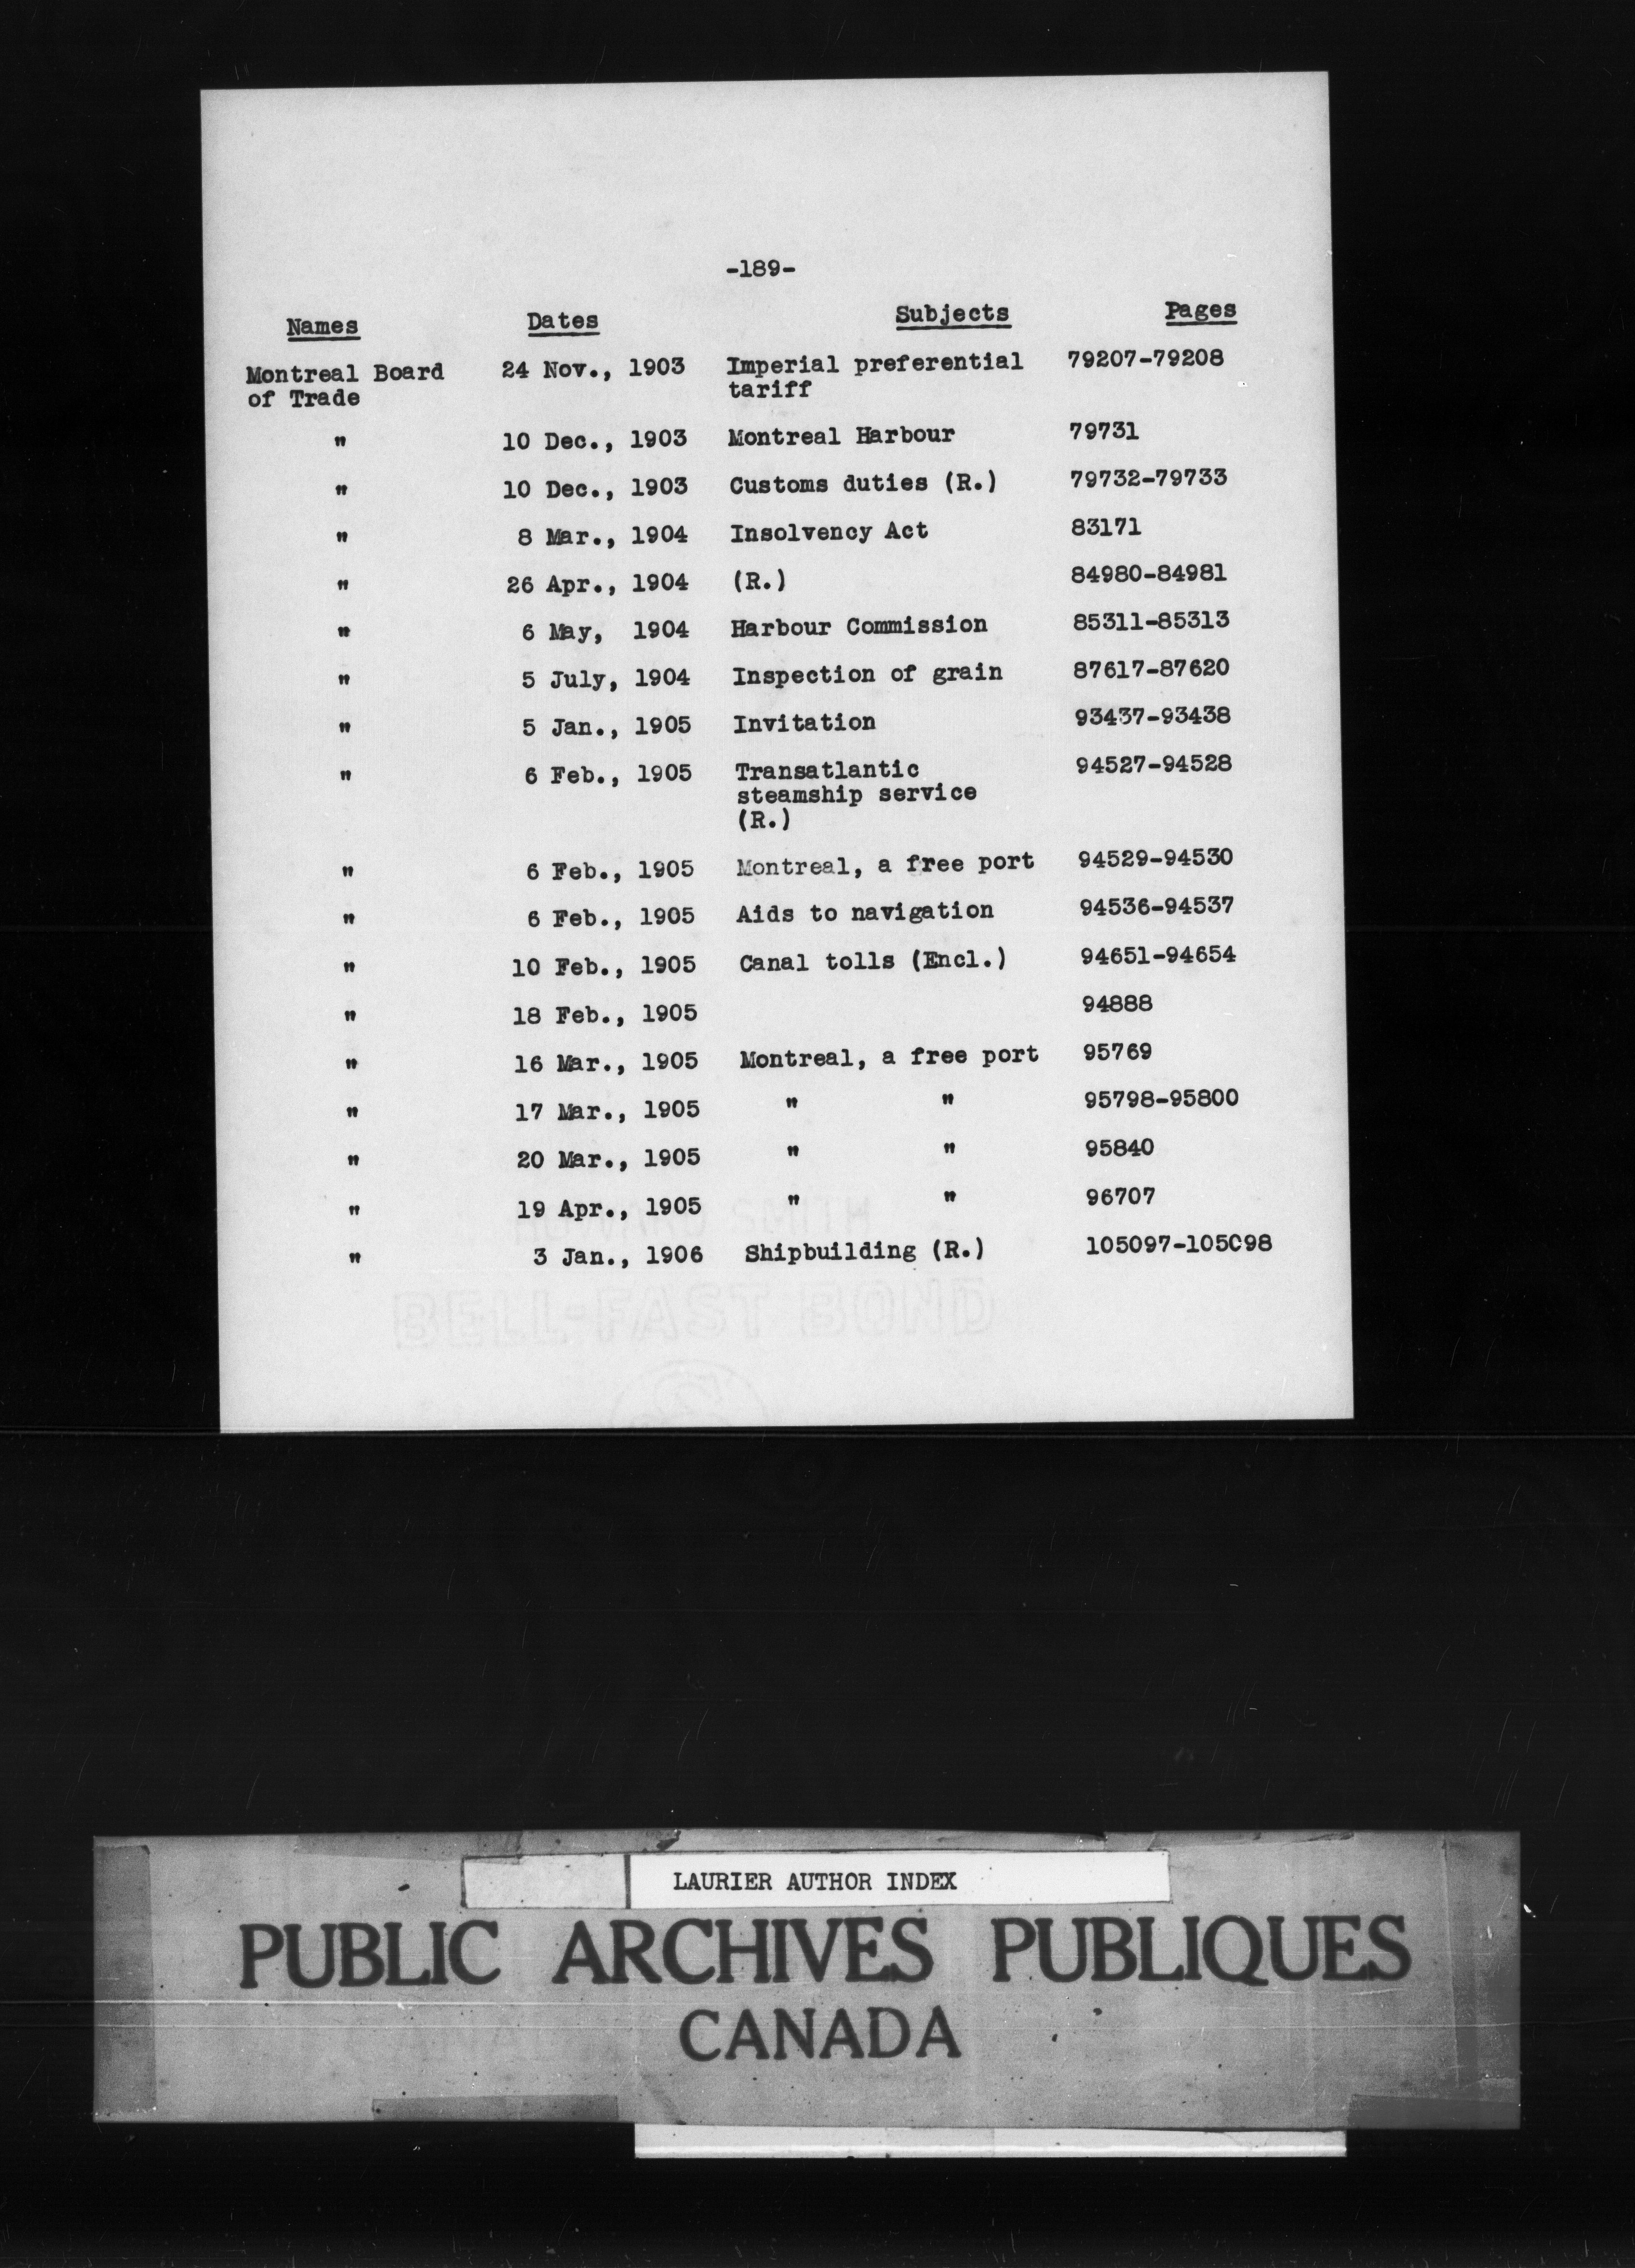 -189-
Names Dates Subjects Pages
Montreal Board 24 Nov., 1903 Imperial preferential 79207-79208
of Trade tariff
" 10 Dec., 1903 Montreal Harbour 79731
" 10 Dec., 1903 Customs duties (R.) 79732-79733
" 8 Mar., 1904 Insolvency Act 83171
" 26 Apr., 1904 (R.) 84980-84981
" 6 May, 1904 Harbour Commission 85311-85313
" 5 July, 1904 Inspection of grain 87617-87620
" 5 Jan., 1905 Invitation 93437-93438
" 6 Feb., 1905 Transatlantic 94527-94528
steamship service
(R.)
" 6 Feb., 1905 Montreal, a free port 94529-94530
" 6 Feb., 1905 Aids to navigation 94536-94537
" 10 Feb., 1905 Canal tolls (Encl.) 94651-94654
" 18 Feb., 1905 94888
" 16 Mar., 1905 Montreal, a free port 95769
" 17 Mar., 1905 " " 95798-95800
" 20 Mar., 1905 " " 95840
" 19 Apr., 1905 " " 96707
" 3 Jan., 1906 Shipbuilding (R.) 105097-105098
SMITH
BELL-FAST BOND
LAURIER AUTHOR INDEX
PUBLIC ARCHIVES PUBLIQUES
CANADA